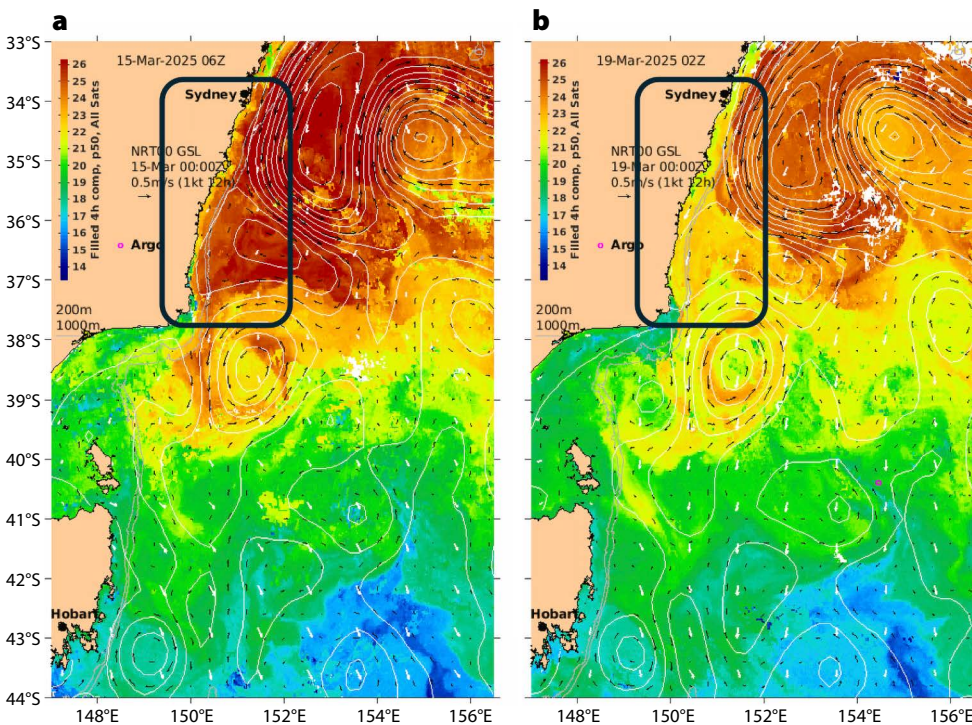 a
33°S
34°S
35°S
36°S
37°S
38°S
39°S
40°S
41°S
42°S
43°S
44°S
148°E
150°E
152°E
154°E
156°E
15-Mar-2025 06Z
26
25
24
23
22
21
20
19
18
17
16
15
14
Filled 4h comp, p50, All Sats
Sydney
NRT00 GSL
15-Mar 00:00Z
0.5m/s (1kt 12h)
Argo
200m
1000m
Hobart
b
148°E
150°E
152°E
154°E
156°E
19-Mar-2025 02Z
26
25
24
23
22
21
20
19
18
17
16
15
14
Filled 4h comp, p50, All Sats
Sydney
NRT00 GSL
19-Mar 00:00Z
0.5m/s (1kt 12h)
Argo
200m
1000m
Hobart